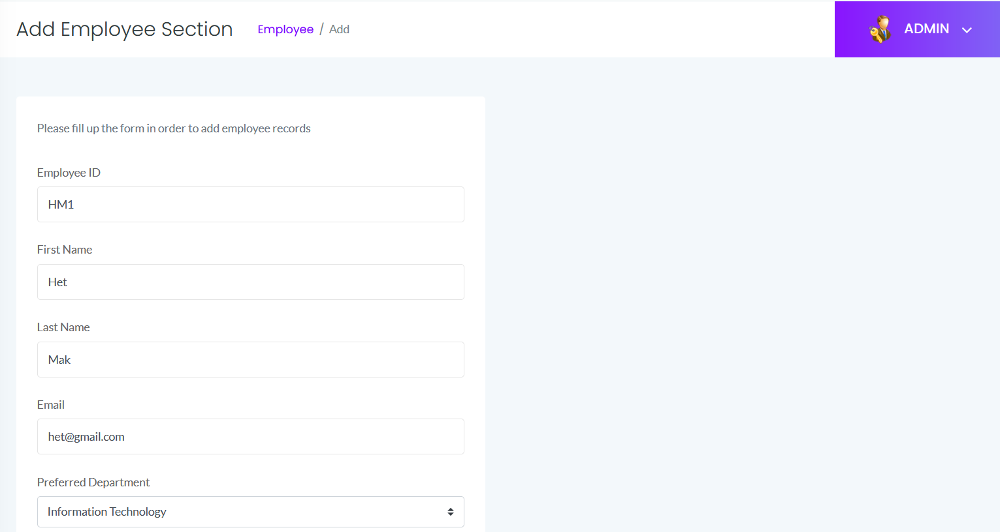 Add Employee Section Employee / Add ADMIN
Please fill up the form in order to add employee records
Employee ID
HM1
First Name
Het
Last Name
Mak
Email
het@gmail.com
Preferred Department
Information Technology